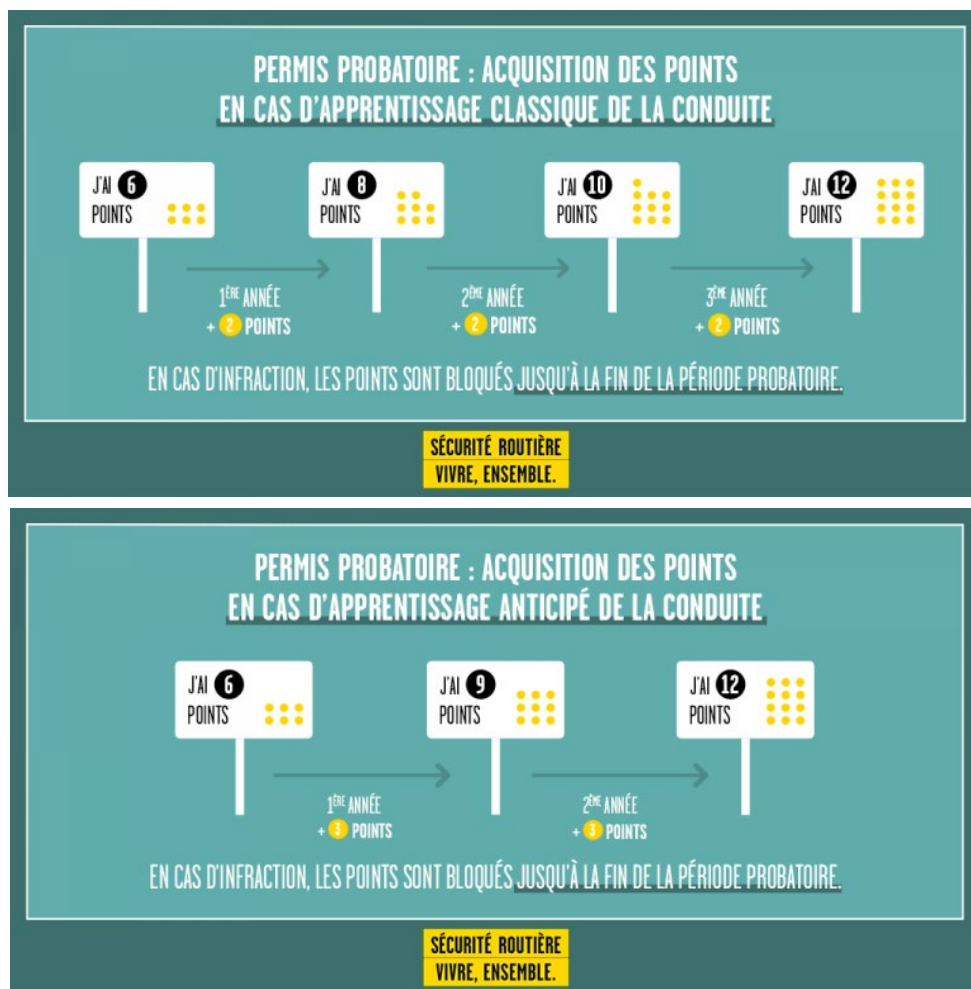 PERMIS PROBATOIRE : ACQUISITION DES POINTS
EN CAS D'APPRENTISSAGE CLASSIQUE DE LA CONDUITE
J'AI 6
POINTS
J'AI 8
POINTS
J'AI 10
POINTS
J'AI 12
POINTS
1ÈRE ANNÉE
+ 2 POINTS
2ÈME ANNÉE
+ 2 POINTS
3ÈME ANNÉE
+ 2 POINTS
EN CAS D'INFRACTION, LES POINTS SONT BLOQUÉS JUSQU'À LA FIN DE LA PÉRIODE PROBATOIRE.
SÉCURITÉ ROUTIÈRE
VIVRE, ENSEMBLE.
PERMIS PROBATOIRE : ACQUISITION DES POINTS
EN CAS D'APPRENTISSAGE ANTICIPÉ DE LA CONDUITE
J'AI 6
POINTS
J'AI 9
POINTS
J'AI 12
POINTS
1ÈRE ANNÉE
+ 3 POINTS
2ÈME ANNÉE
+ 3 POINTS
EN CAS D'INFRACTION, LES POINTS SONT BLOQUÉS JUSQU'À LA FIN DE LA PÉRIODE PROBATOIRE.
SÉCURITÉ ROUTIÈRE
VIVRE, ENSEMBLE.